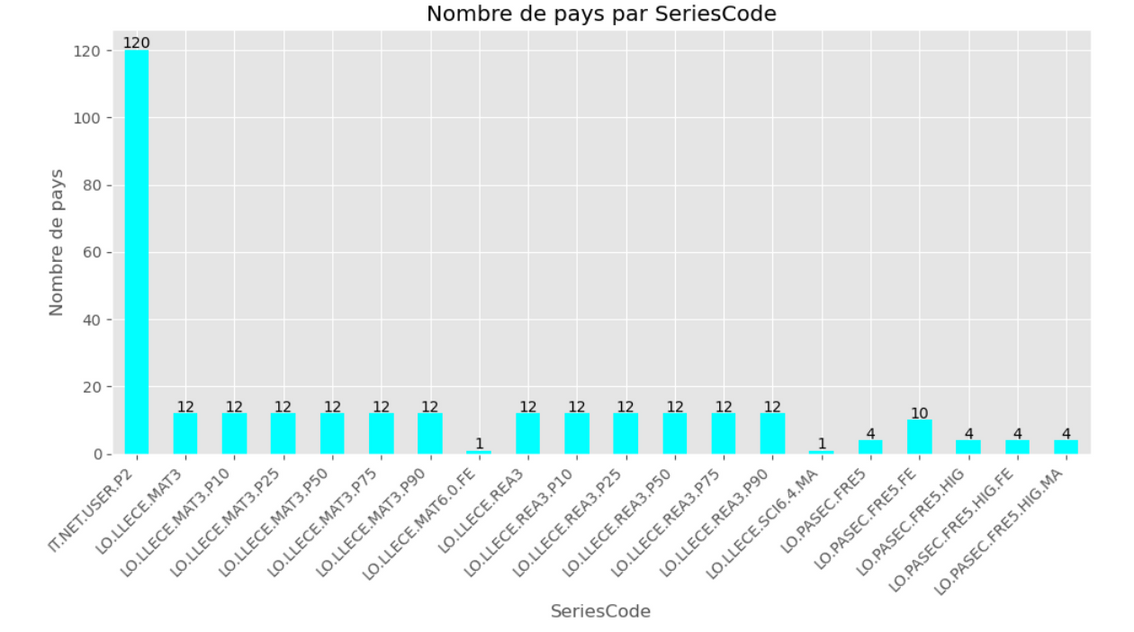 Nombre de pays par SeriesCode
Nombre de pays
120
100
80
60
40
20
0
120
12
12
12
12
12
12
1
12
12
12
12
12
12
1
4
10
4
4
4
IT.NET.USER.P2
LO.LLECE.MAT3
LO.LLECE.MAT3.P10
LO.LLECE.MAT3.P25
LO.LLECE.MAT3.P50
LO.LLECE.MAT3.P75
LO.LLECE.MAT3.P90
LO.LLECE.MAT6.0.FE
LO.LLECE.REA3
LO.LLECE.REA3.P10
LO.LLECE.REA3.P25
LO.LLECE.REA3.P50
LO.LLECE.REA3.P75
LO.LLECE.REA3.P90
LO.LLECE.SCI6.4.MA
LO.PASEC.FRE5
LO.PASEC.FRE5.FE
LO.PASEC.FRE5.HIG
LO.PASEC.FRE5.HIG.FE
LO.PASEC.FRE5.HIG.MA
SeriesCode